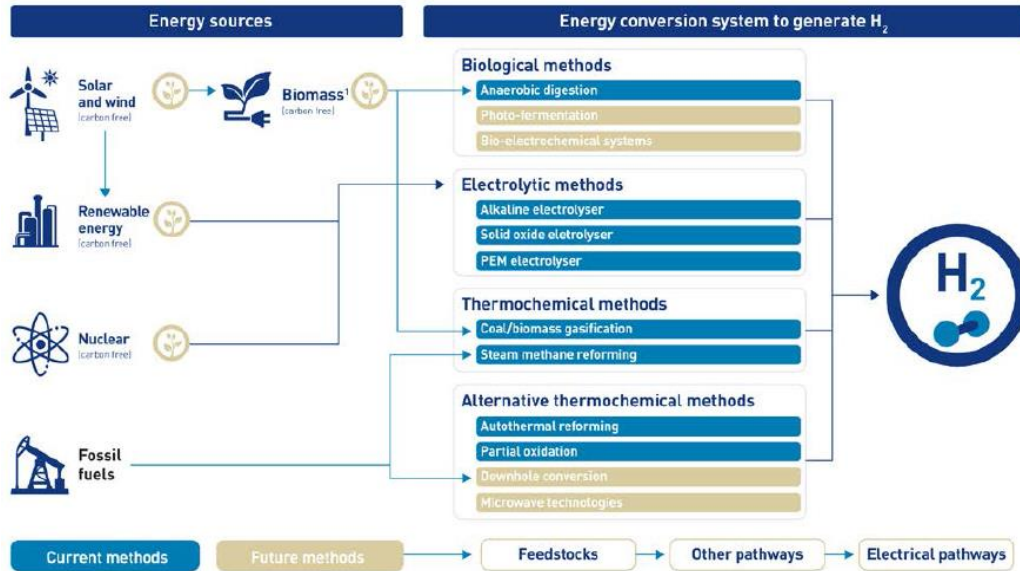 Energy sources
Energy conversion system to generate H₂
Solar
and wind
(carbon free)
Biomass¹
(carbon free)
Renewable
energy
(carbon free)
Nuclear
(carbon free)
Fossil
fuels
Biological methods
Anaerobic digestion
Photo-fermentation
Bio-electrochemical systems
Electrolytic methods
Alkaline electrolyser
Solid oxide eletrolyser
PEM electrolyser
Thermochemical methods
Coal/biomass gasification
Steam methane reforming
Alternative thermochemical methods
Autothermal reforming
Partial oxidation
Downhole conversion
Microwave technologies
H₂
Current methods
Future methods
Feedstocks
Other pathways
Electrical pathways